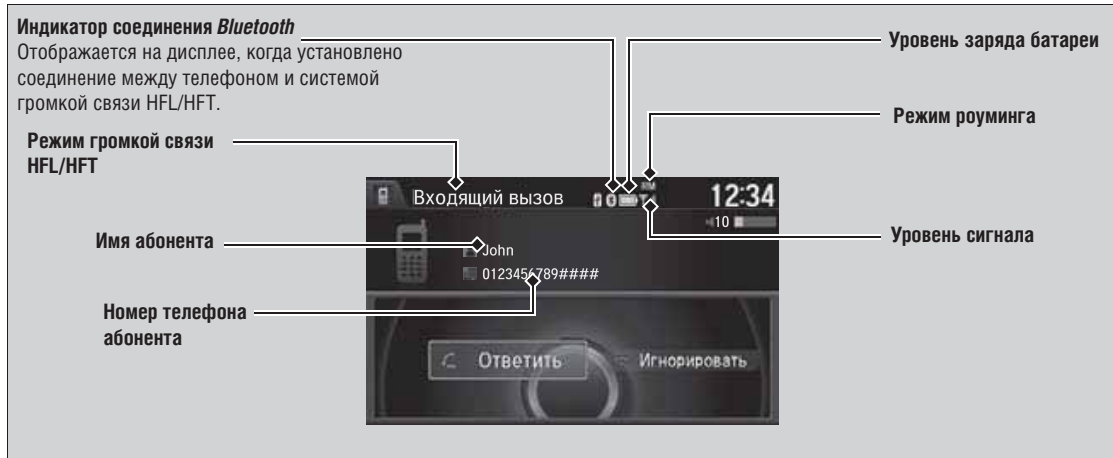 Индикатор соединения Bluetooth
Отображается на дисплее, когда установлено
соединение между телефоном и системой
громкой связи HFL/HFT.
Режим громкой связи
HFL/HFT
Имя абонента
Номер телефона
абонента
Уровень заряда батареи
Режим роуминга
Уровень сигнала
Входящий вызов
12:34
10
John
0123456789####
Ответить
Игнорировать